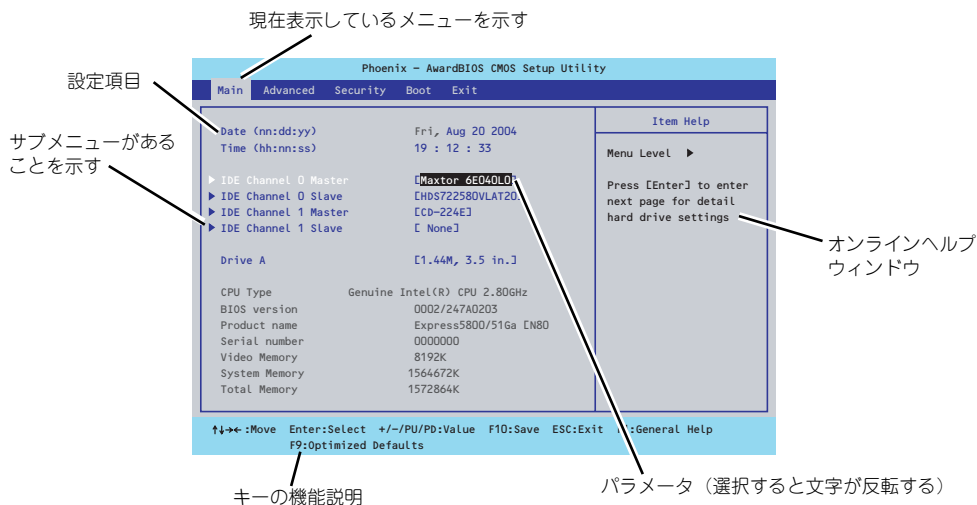 現在表示しているメニューを示す
Phoenix – AwardBIOS CMOS Setup Utility
設定項目
Main Advanced Security Boot Exit
Date (nn:dd:yy) Fri, Aug 20 2004
Time (hh:nn:ss) 19 : 12 : 33
Item Help
サブメニューがある
ことを示す
Menu Level ▶
▶ IDE Channel 0 Master [Maxtor 6E040L0]
▶ IDE Channel 0 Slave [HDS722580VLAT20]
▶ IDE Channel 1 Master [CD-224E]
▶ IDE Channel 1 Slave [ None]
Press [Enter] to enter
next page for detail
hard drive settings
オンラインヘルプ
ウィンドウ
Drive A [1.44M, 3.5 in.]
CPU Type Genuine Intel(R) CPU 2.80GHz
BIOS version 0002/247A0203
Product name Express5800/51Ga [N80
Serial number 0000000
Video Memory 8192K
System Memory 1564672K
Total Memory 1572864K
↑↓→←:Move Enter:Select +/-/PU/PD:Value F10:Save ESC:Exit :General Help
F9:Optimized Defaults
キーの機能説明
パラメータ（選択すると文字が反転する）